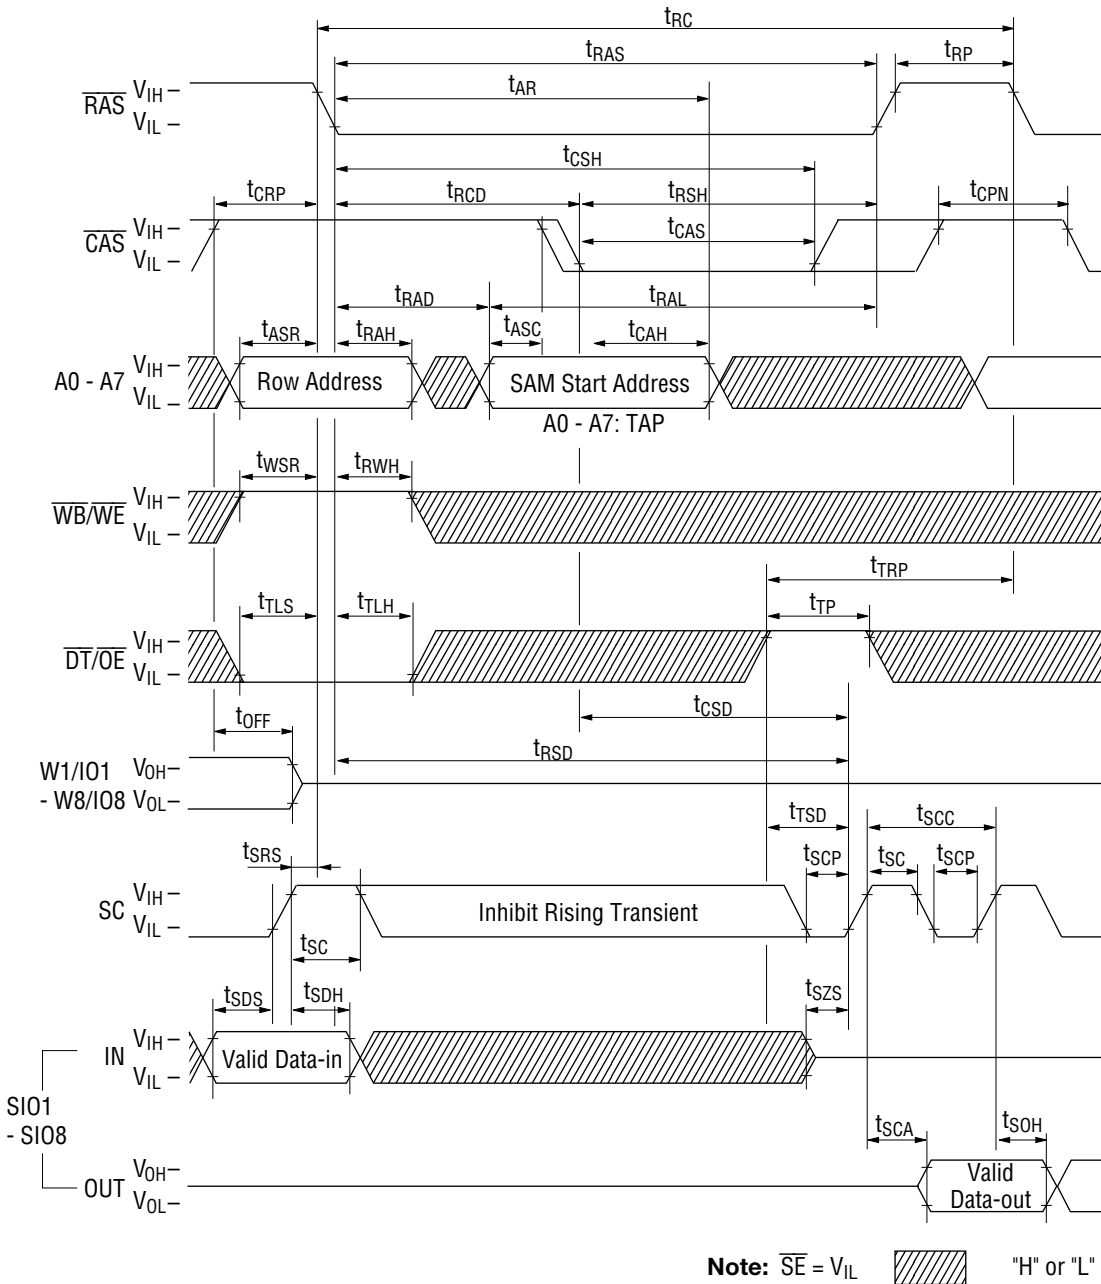 tRC
tRAS
tRP
tAR
RAS VIH
VIL
tCSH
tCRP
tRCD
tRSH
tCPN
CAS VIH
VIL
tCAS
tRAD
tRAL
tASR
tRAH
tASC
tCAH
A0 - A7 VIH
VIL
Row Address
SAM Start Address
A0 - A7: TAP
tWSR
tRWH
WB/WE VIH
VIL
tTRP
tTLS
tTLH
tTP
DT/OE VIH
VIL
tCSD
tOFF
tRSD
W1/IO1 VOH
- W8/IO8 VOL
tTSD
tSCC
tSRS
tSCP
tSC
tSCP
SC VIH
VIL
Inhibit Rising Transient
tSC
tSDS
tSDH
tSZS
IN VIH
VIL
Valid Data-in
SIO1
- SIO8
tSCA
tSOH
OUT VOH
VOL
Valid
Data-out
Note: SE = VIL "H" or "L"